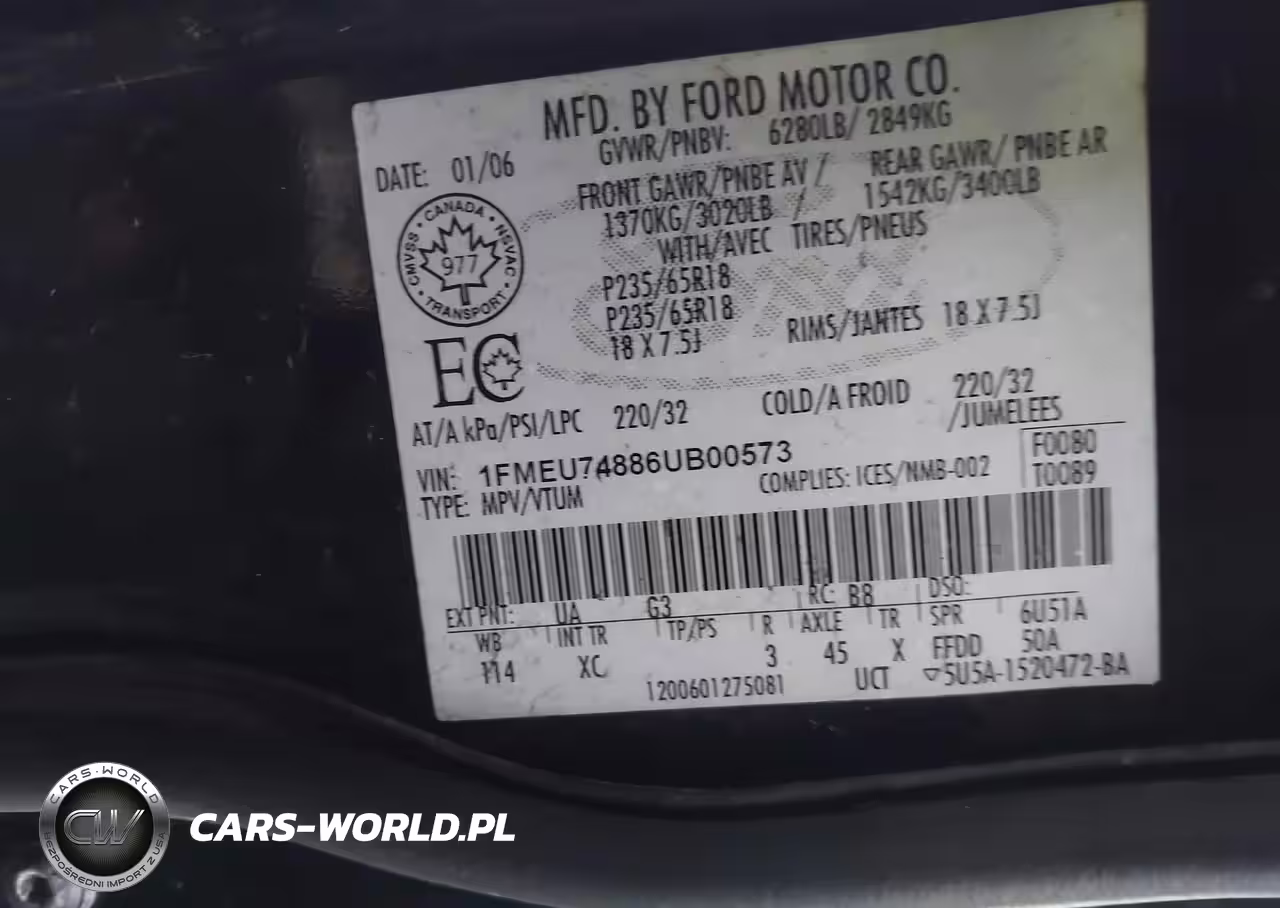 MFD. BY FORD MOTOR CO.
DATE: 01/06
GVWR/PNBV: 6280LB/ 2849KG
FRONT GAWR/PNBE AV / REAR GAWR/ PNBE AR
1370KG/3020LB / 1542KG/3400LB
WITH/AVEC TIRES/PNEUS
CANADA
CMVSS NSVAC
977
TRANSPORT
P235/65R18
P235/65R18
18 X 7.5J RIMS/JANTES 18 X 7.5J
EC
AT/A kPa/PSI/LPC 220/32 COLD/A FROID 220/32
/JUMELEES
VIN: 1FMEU74886UB00573 F0080
TYPE: MPV/VTUM COMPLIES: ICES/NMB-002 T0089
EXT PNT: UA G3 RC: B8 DSO:
WB INT TR TP/PS R AXLE TR SPR 6U51A
114 XC 3 45 X FFDD 50A
1200601275081 UCT ▽5U5A-1520472-BA
CARS-WORLD
CW
BEZPOŚREDNI IMPORT Z USA
CARS-WORLD.PL